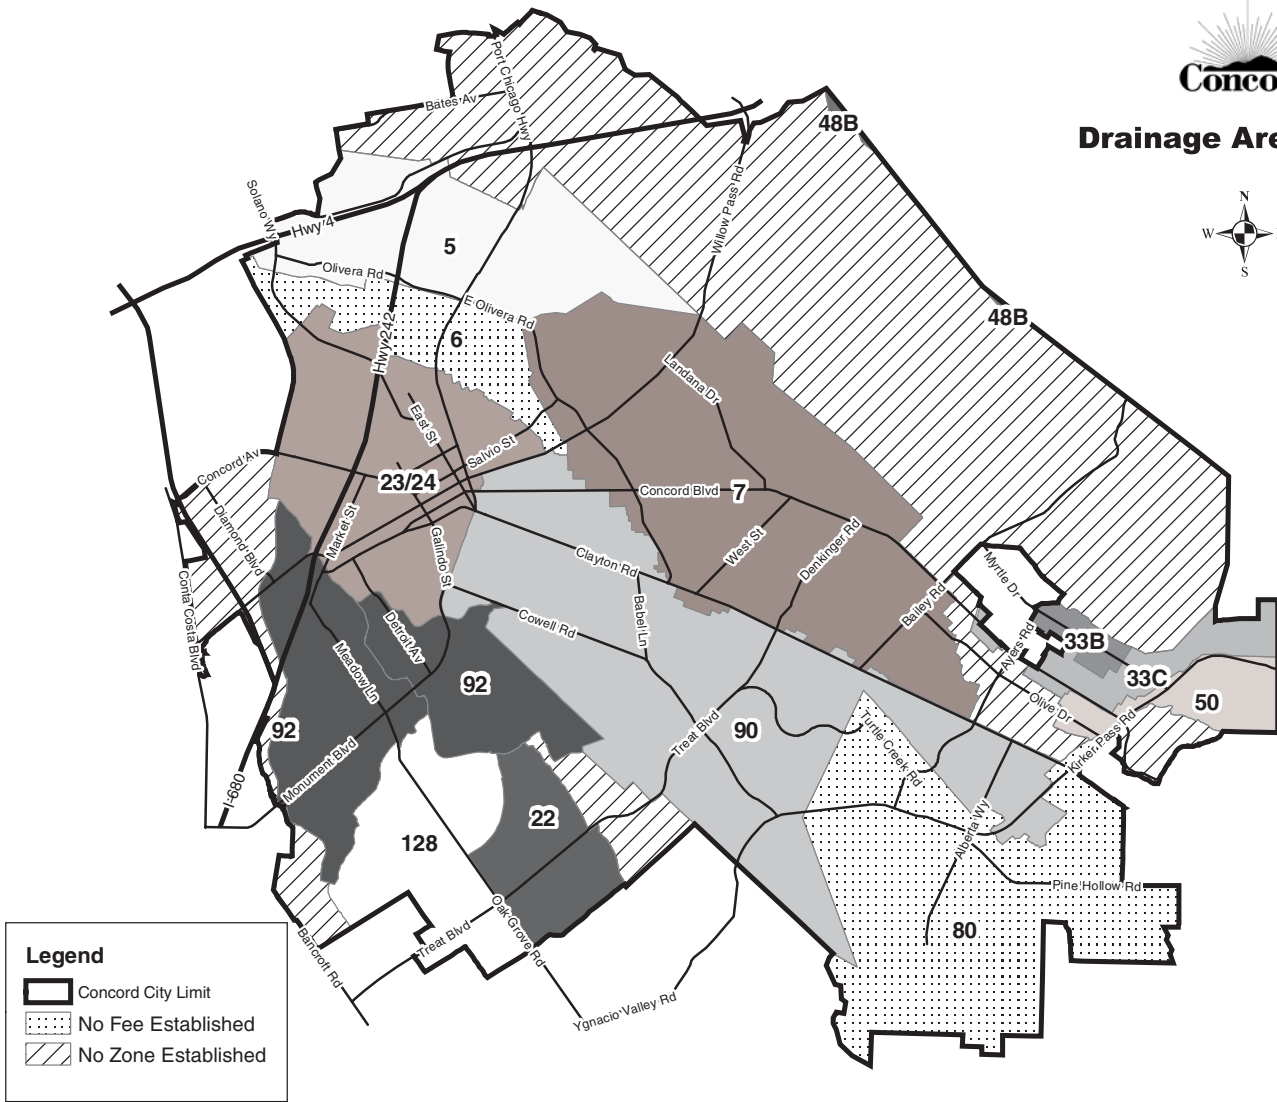 Conco
Drainage Are
N
W
S
48B
48B
Port Chicago Hwy
Bates Av
Willow Pass Rd
Solano Wy
Hwy 4
5
Olivera Rd
E Olivera Rd
Hwy 242
6
Landana Dr
East St
Salvio St
Concord Av
23/24
Concord Blvd
7
Diamond Blvd
Market St
Galindo St
Clayton Rd
West St
Denkinger Rd
Conta Costa Blvd
Detroit Av
Cowell Rd
Babel Ln
Bailey Rd
Myrtle Dr
Ayers Rd
33B
33C
50
Meadow Ln
92
92
Treat Blvd
90
Turtle Creek Rd
Olive Dr
Kirker Pass Rd
I-680
Monument Blvd
128
22
Alberta Wy
Pine Hollow Rd
80
Bancroft Rd
Treat Blvd
Oak Grove Rd
Ygnacio Valley Rd
Legend
Concord City Limit
No Fee Established
No Zone Established